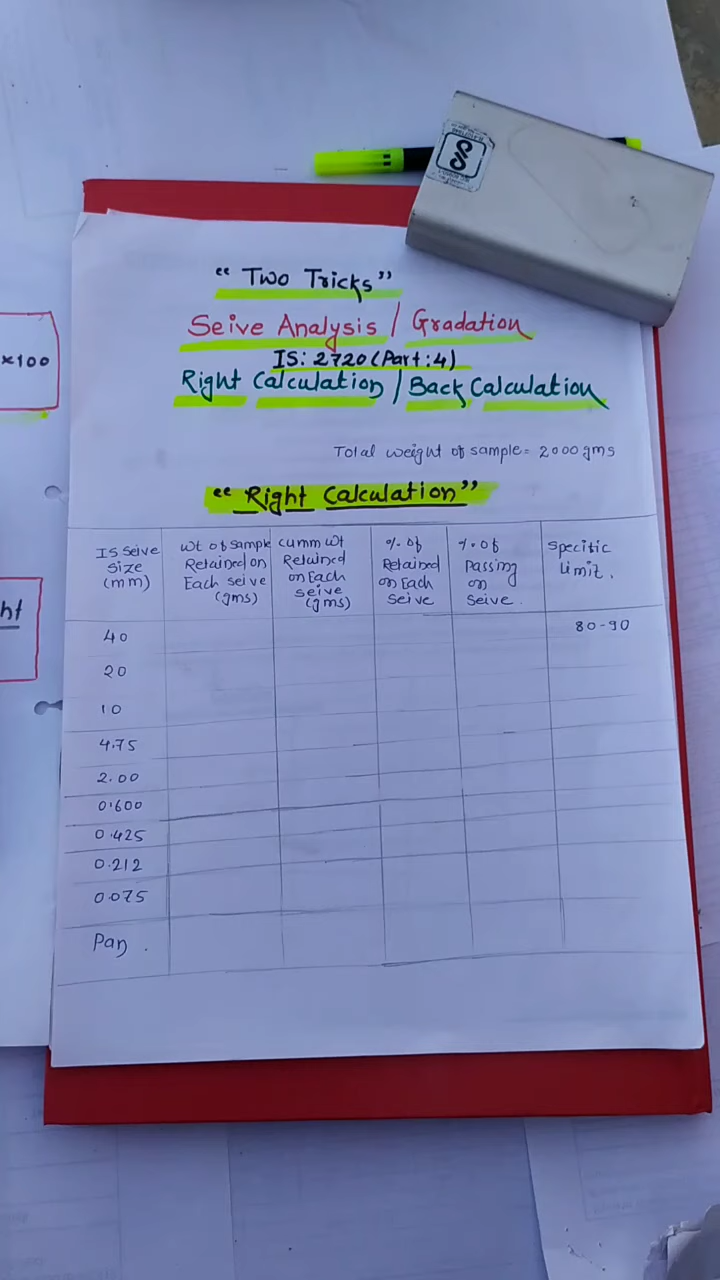 “ Two Tricks”
Seive Analysis / Gradation
IS: 2720 (Part:4)
Right Calculation / Back Calculation
×100
Total weight of sample= 2000gms
“ Right Calculation”
IS Seive Size (mm)
wt of sample Retained on Each seive (gms)
cumm wt Retained on Each seive (gms)
% of Retained on Each Seive
% of Passing on Seive.
Specific Limit.
40 80-90
20
10
4.75
2.00
0.600
0.425
0.212
0.075
Pan .
ht